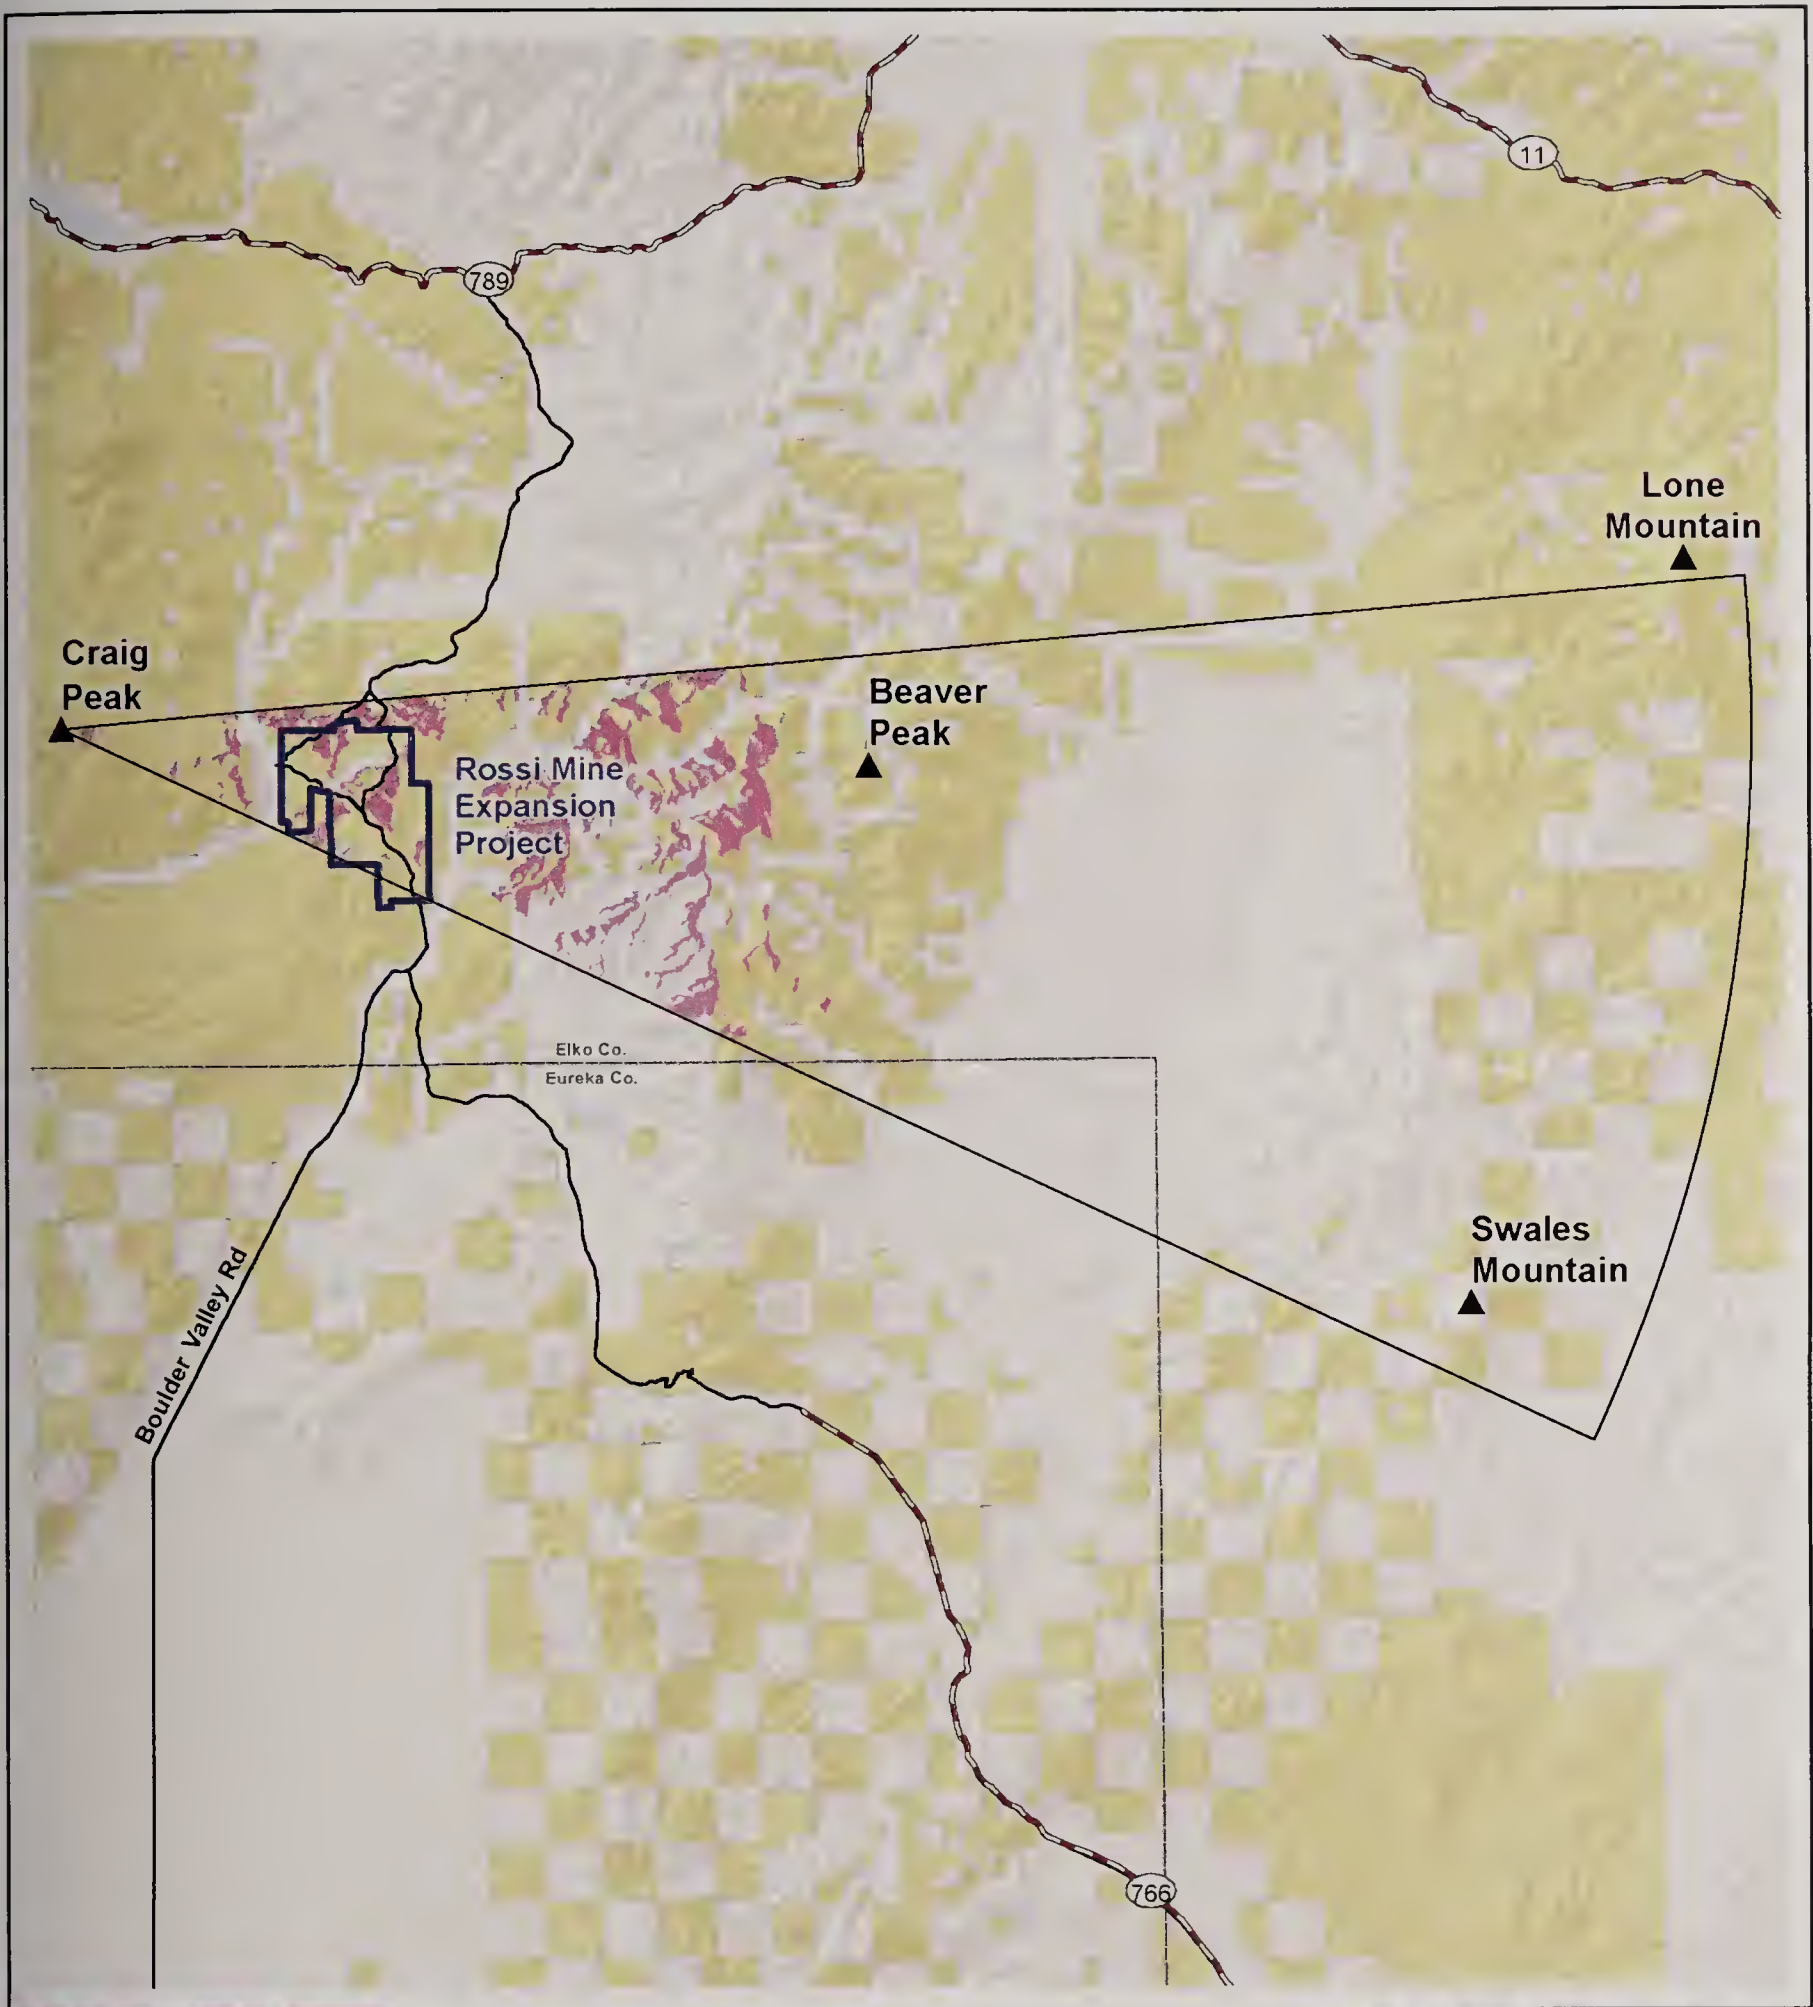 11
789
Lone
Mountain
Craig
Peak
Beaver
Peak
Rossi Mine
Expansion
Project
Elko Co.
Eureka Co.
Swales
Mountain
Boulder Valley Rd
766